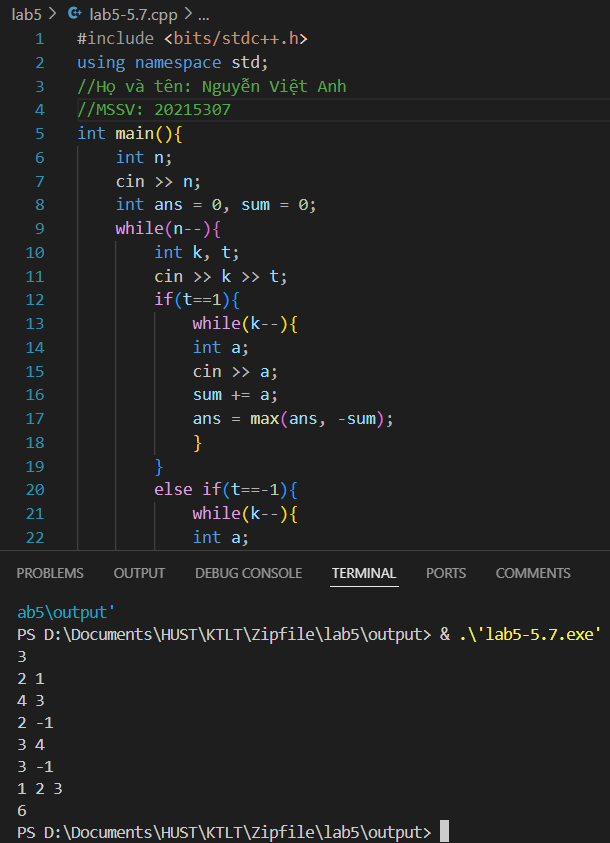 lab5 > lab5-5.7.cpp > ...
1 #include <bits/stdc++.h>
2 using namespace std;
3 //Họ và tên: Nguyễn Việt Anh
4 //MSSV: 20215307
5 int main(){
6 int n;
7 cin >> n;
8 int ans = 0, sum = 0;
9 while(n--){
10 int k, t;
11 cin >> k >> t;
12 if(t==1){
13 while(k--){
14 int a;
15 cin >> a;
16 sum += a;
17 ans = max(ans, -sum);
18 }
19 }
20 else if(t==-1){
21 while(k--){
22 int a;
PROBLEMS OUTPUT DEBUG CONSOLE TERMINAL PORTS COMMENTS
ab5\output'
PS D:\Documents\HUST\KTLT\Zipfile\lab5\output> & .\'lab5-5.7.exe'
3
2 1
4 3
2 -1
3 4
3 -1
1 2 3
6
PS D:\Documents\HUST\KTLT\Zipfile\lab5\output>